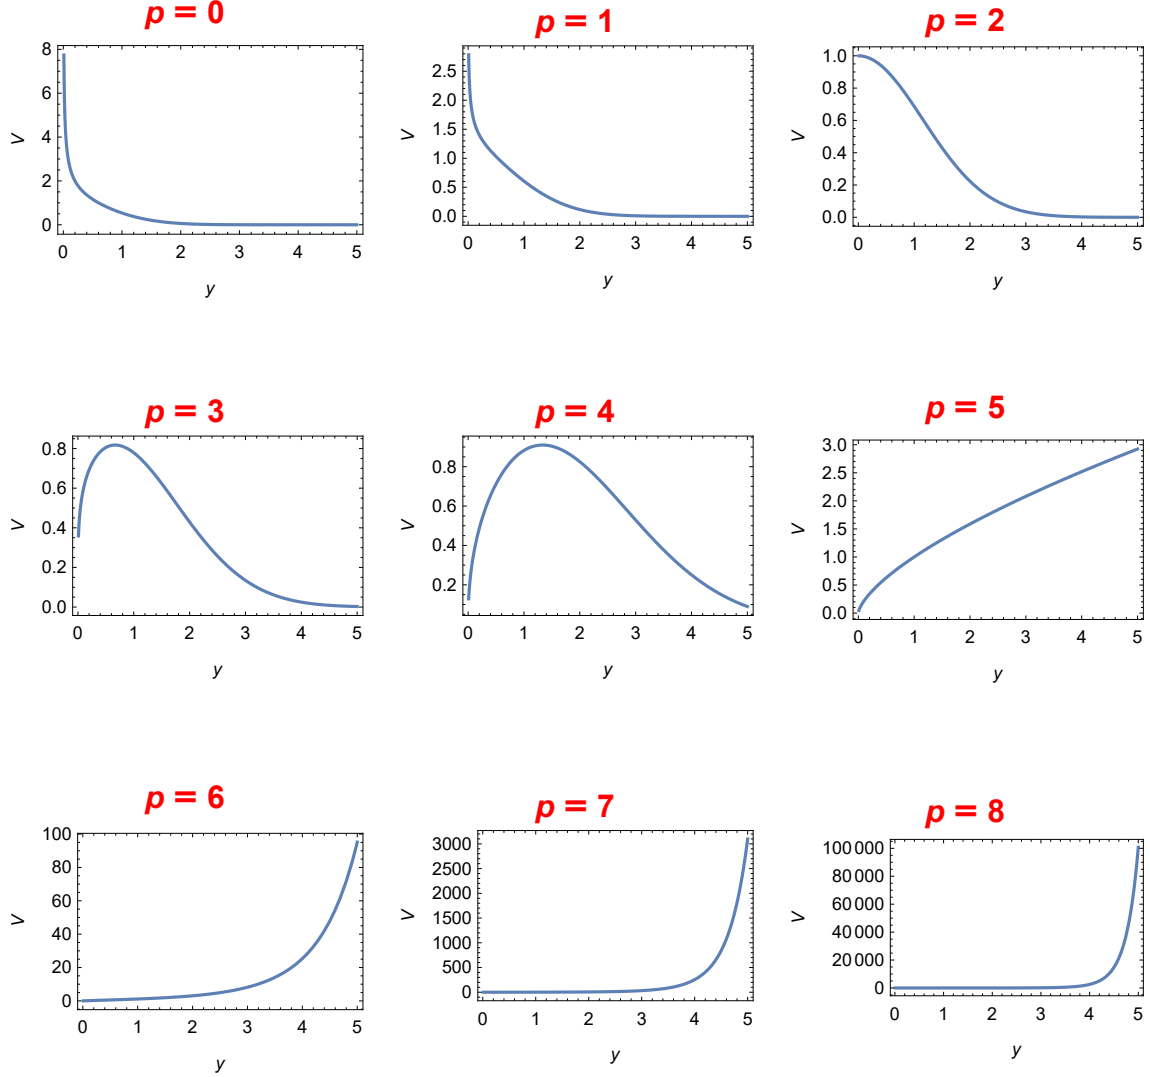 p = 0
p = 1
p = 2
8
6
4
2
0
V
0 1 2 3 4 5
y
2.5
2.0
1.5
1.0
0.5
0.0
V
0 1 2 3 4 5
y
1.0
0.8
0.6
0.4
0.2
0.0
V
0 1 2 3 4 5
y
p = 3
p = 4
p = 5
0.8
0.6
0.4
0.2
0.0
V
0 1 2 3 4 5
y
0.8
0.6
0.4
0.2
V
0 1 2 3 4 5
y
3.0
2.5
2.0
1.5
1.0
0.5
0.0
V
0 1 2 3 4 5
y
p = 6
p = 7
p = 8
100
80
60
40
20
0
V
0 1 2 3 4 5
y
3000
2500
2000
1500
1000
500
0
V
0 1 2 3 4 5
y
100 000
80 000
60 000
40 000
20 000
0
V
0 1 2 3 4 5
y